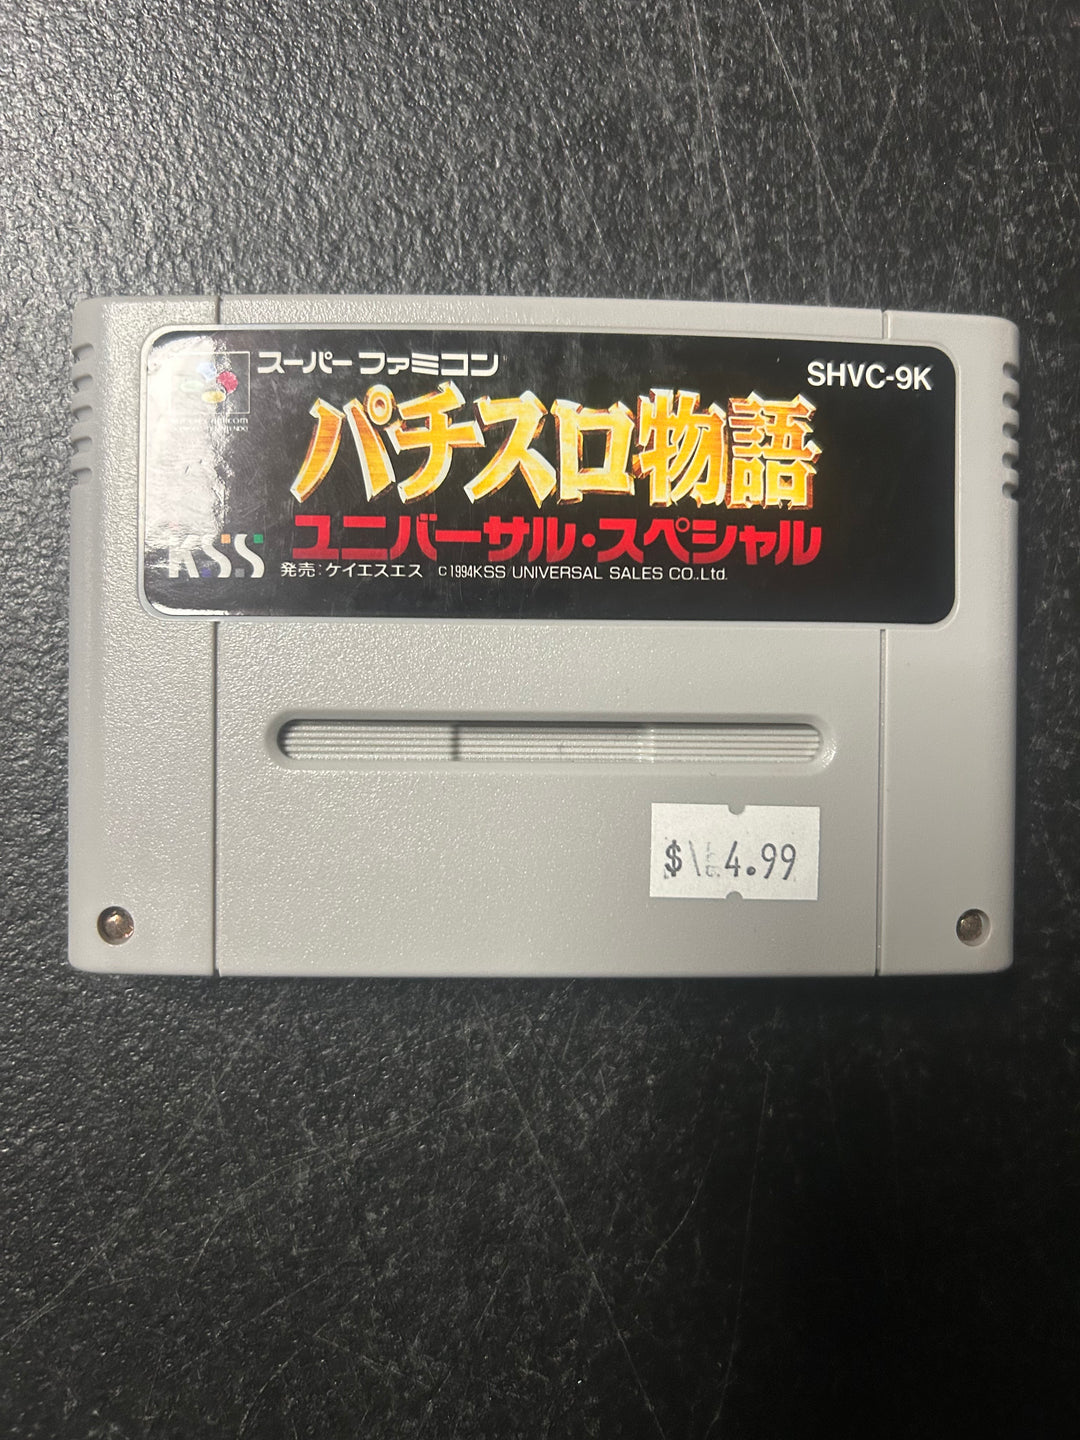 スーパーファミコン
SHVC-9K
パチスロ物語
ユニバーサル・スペシャル
KSS
発売:ケイエスエス ©1994KSS UNIVERSAL SALES CO.,Ltd.
4.99